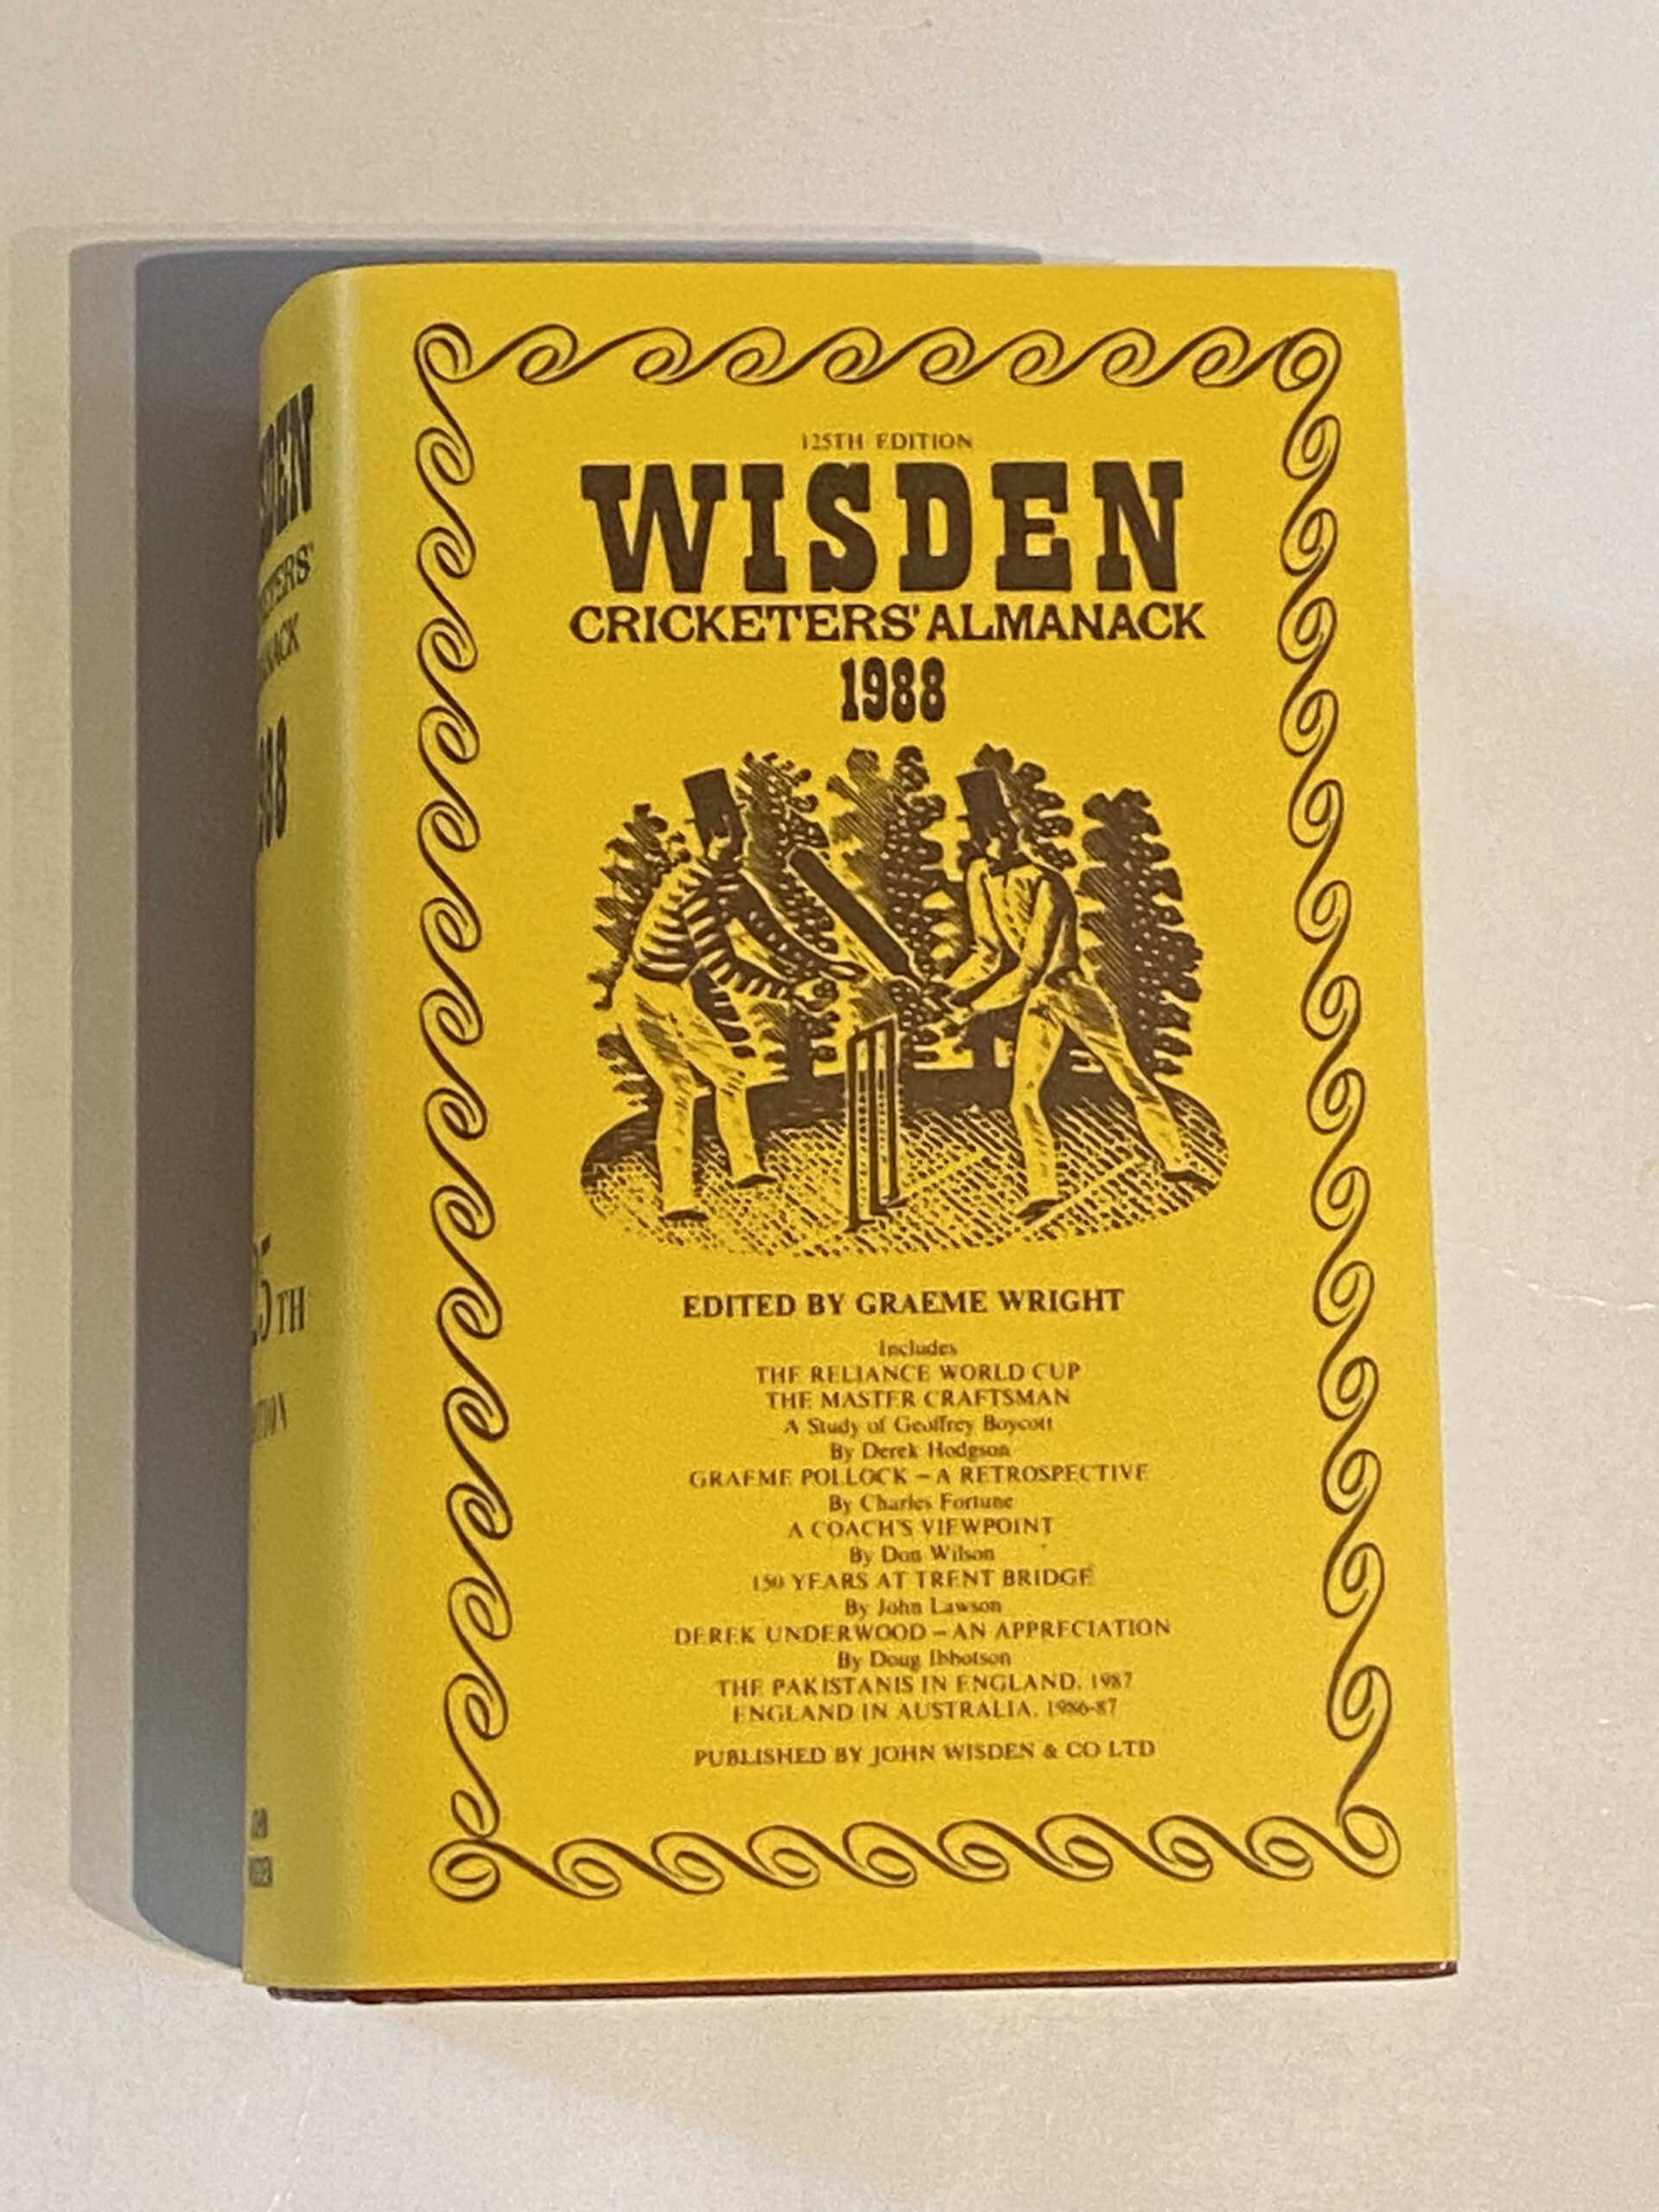 125TH EDITION
WISDEN
CRICKETERS' ALMANACK
1988
EDITED BY GRAEME WRIGHT
Includes
THE RELIANCE WORLD CUP
THE MASTER CRAFTSMAN
A Study of Geoffrey Boycott
By Derek Hodgson
GRAEME POLLOCK – A RETROSPECTIVE
By Charles Fortune
A COACH'S VIEWPOINT
By Don Wilson
150 YEARS AT TRENT BRIDGE
By John Lawson
DEREK UNDERWOOD – AN APPRECIATION
By Doug Ibbotson
THE PAKISTANIS IN ENGLAND, 1987
ENGLAND IN AUSTRALIA, 1986-87
PUBLISHED BY JOHN WISDEN & CO LTD